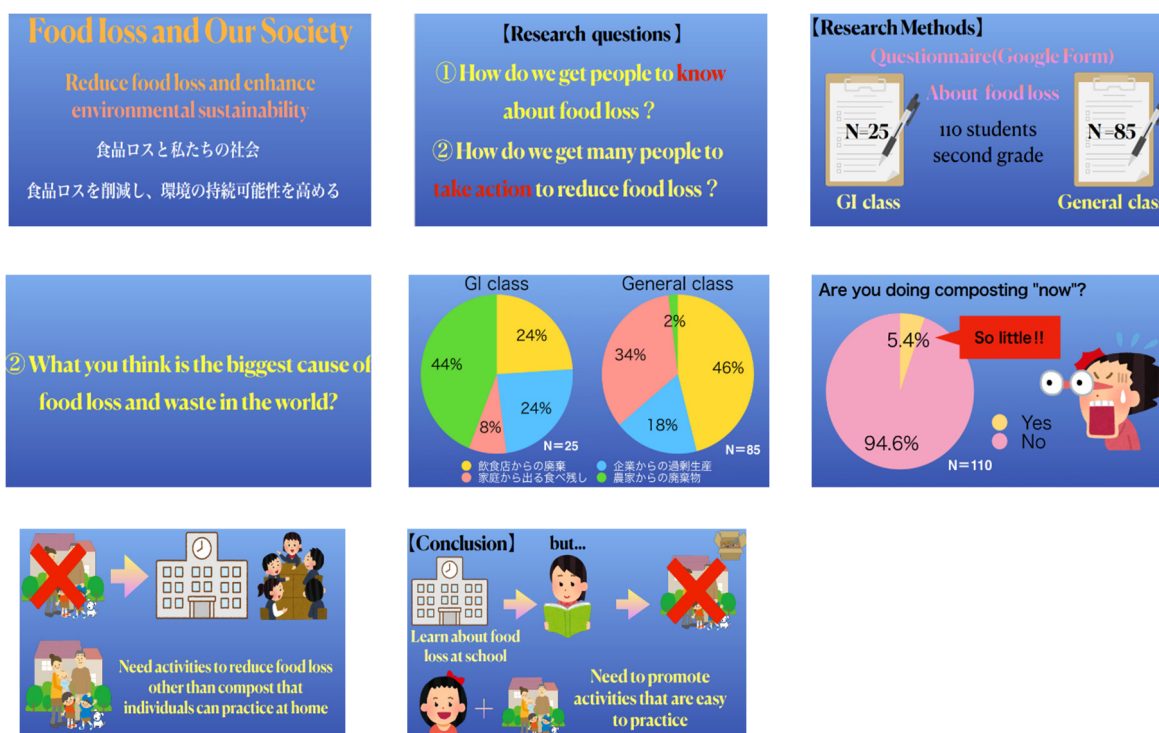 Food loss and Our Society
Reduce food loss and enhance
environmental sustainability
食品ロスと私たちの社会
食品ロスを削減し、環境の持続可能性を高める
【Research questions】
①How do we get people to know
about food loss？
②How do we get many people to
take action to reduce food loss？
【Research Methods】
Questionnaire(Google Form)
About food loss
N=25
110 students
second grade
N=85
GI class
General clas
②What you think is the biggest cause of
food loss and waste in the world?
GI class
General class
24%
24%
8%
44%
N=25
46%
18%
34%
2%
N=85
飲食店からの廃棄
企業からの過剰生産
家庭から出る食べ残し
農家からの廃棄物
Are you doing composting "now"?
5.4%
So little!!
94.6%
Yes
No
N=110
Need activities to reduce food loss
other than compost that
individuals can practice at home
【Conclusion】
but...
Learn about food
loss at school
Need to promote
activities that are easy
to practice